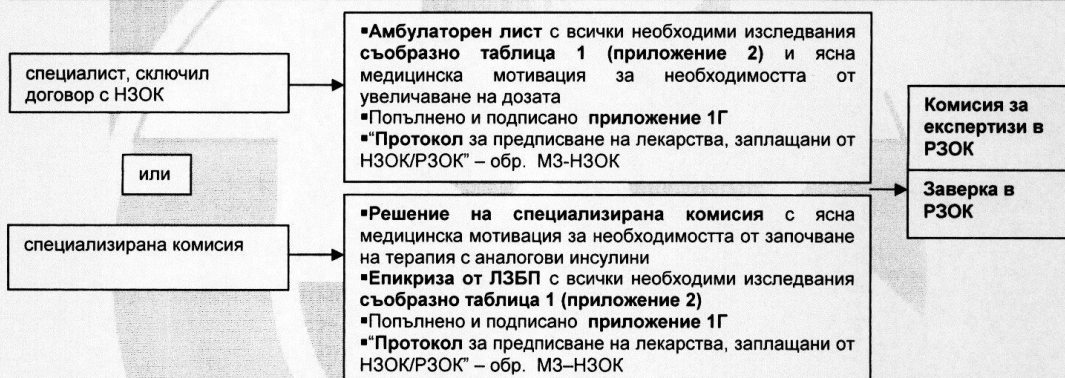 специалист, сключил
договор с НЗОК
или
специализирана комисия
▪Амбулаторен лист с всички необходими изследвания
съобразно таблица 1 (приложение 2) и ясна
медицинска мотивация за необходимостта от
увеличаване на дозата
▪Попълнено и подписано приложение 1Г
▪“Протокол за предписване на лекарства, заплащани от
НЗОК/РЗОК” – обр. МЗ-НЗОК
▪Решение на специализирана комисия с ясна
медицинска мотивация за необходимостта от започване
на терапия с аналогови инсулини
▪Епикриза от ЛЗБП с всички необходими изследвания
съобразно таблица 1 (приложение 2)
▪Попълнено и подписано приложение 1Г
▪“Протокол за предписване на лекарства, заплащани от
НЗОК/РЗОК” – обр. МЗ–НЗОК
Комисия за
експертизи в
РЗОК
Заверка в
РЗОК